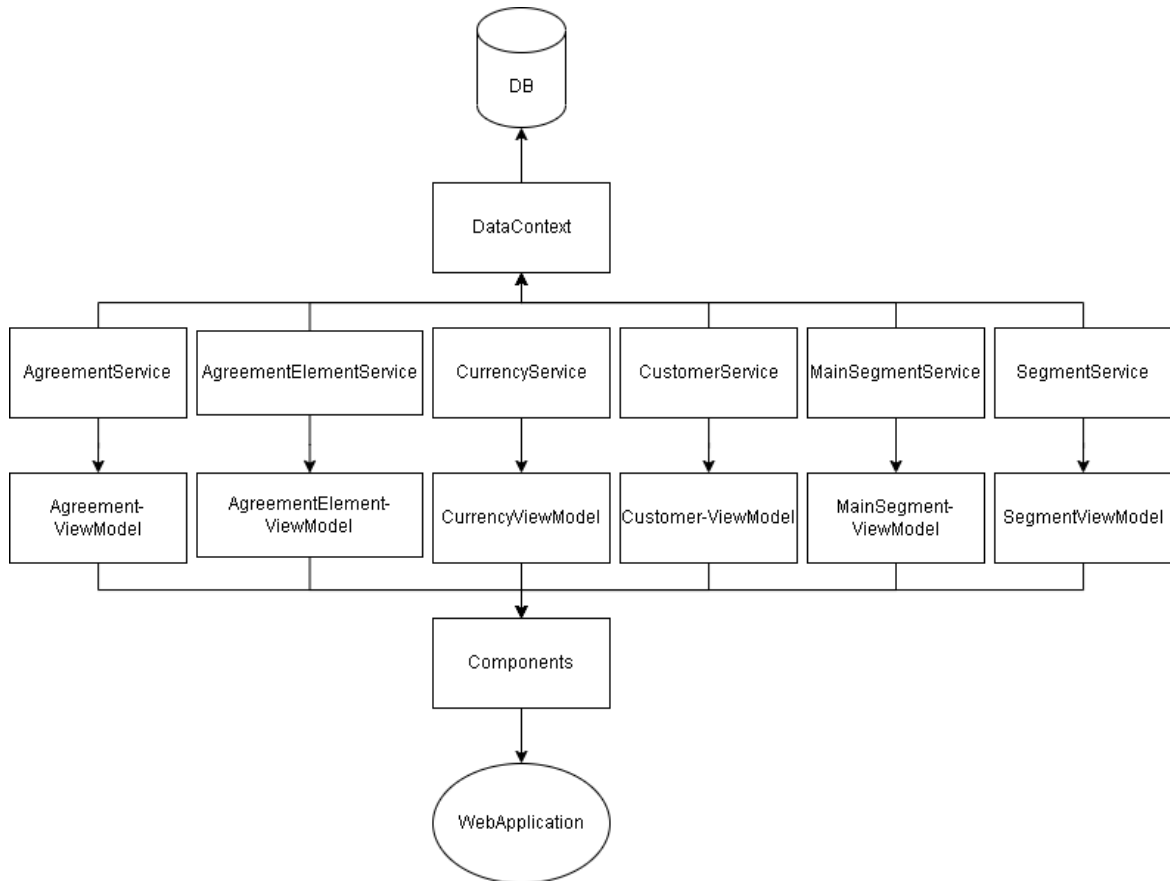 DB
DataContext
AgreementService
AgreementElementService
CurrencyService
CustomerService
MainSegmentService
SegmentService
Agreement-
ViewModel
AgreementElement-
ViewModel
CurrencyViewModel
Customer-ViewModel
MainSegment-
ViewModel
SegmentViewModel
Components
WebApplication